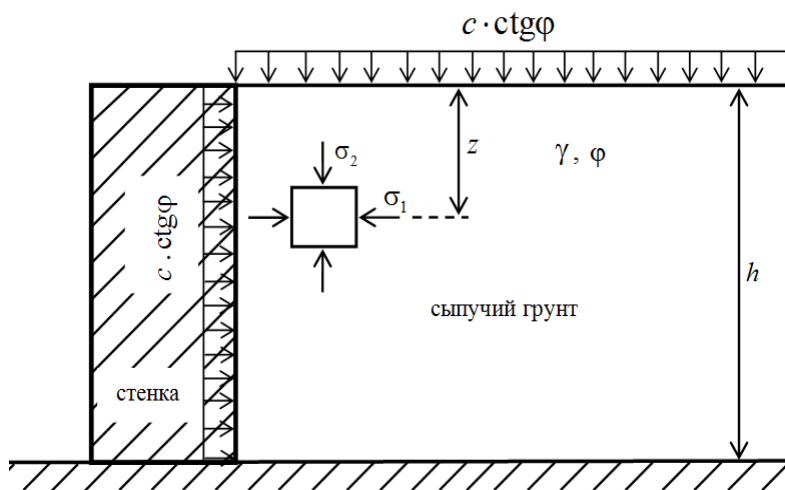 c · ctgφ
z
γ , φ
σ₂
σ₁
c · ctgφ
h
сыпучий грунт
стенка